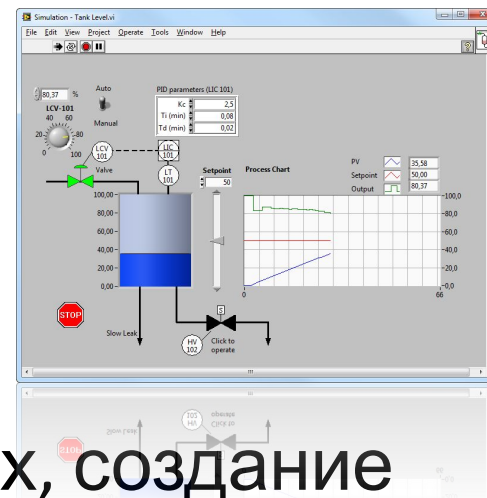 Simulation - Tank Level.vi
File Edit View Project Operate Tools Window Help
80,37 %
Auto
Manual
PID parameters (LIC 101)
Kc 2,5
Ti (min) 0,08
Td (min) 0,02
LCV-101
0 20 40 60 80 100
LCV 101
Valve
LIC 101
LT 101
Setpoint
50
Process Chart
PV 35,58
Setpoint 50,00
Output 80,37
100,00
80,00
60,00
40,00
20,00
0,00
100,0
80,0
60,0
40,0
20,0
0,0
0 66
STOP
Slow Leak
S
HV 102
Click to
operate
х, создание